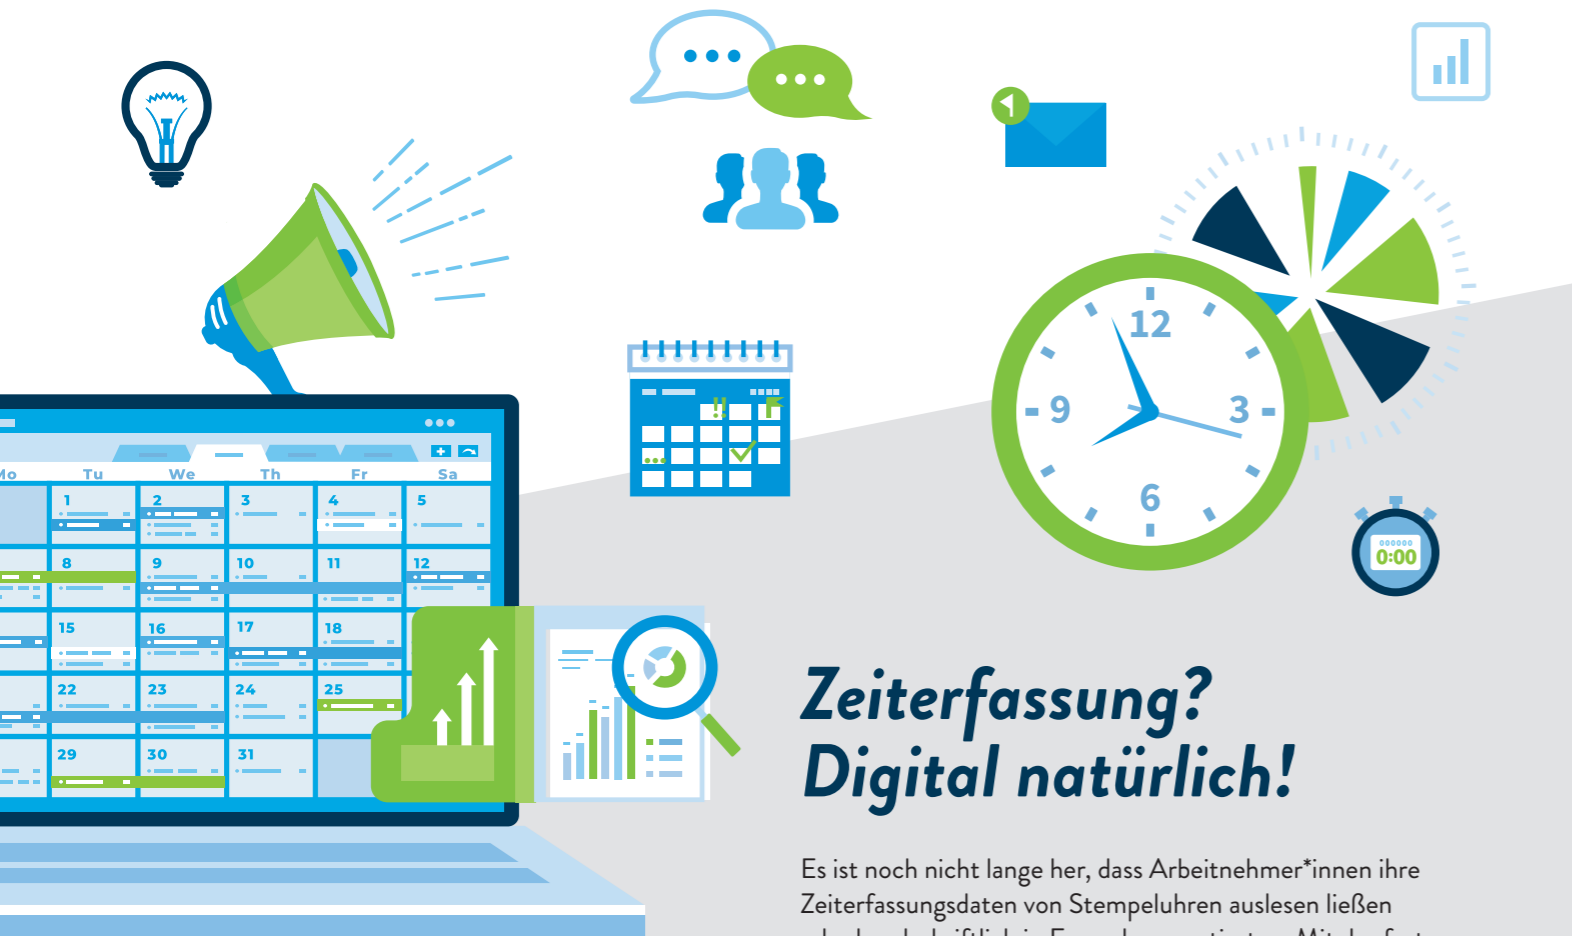 12
9
3
6
0:00
Mo Tu We Th Fr Sa
1 2 3 4 5
8 9 10 11 12
15 16 17 18
22 23 24 25
29 30 31
Zeiterfassung?
Digital natürlich!
Es ist noch nicht lange her, dass Arbeitnehmer*innen ihre
Zeiterfassungsdaten von Stempeluhren auslesen ließen